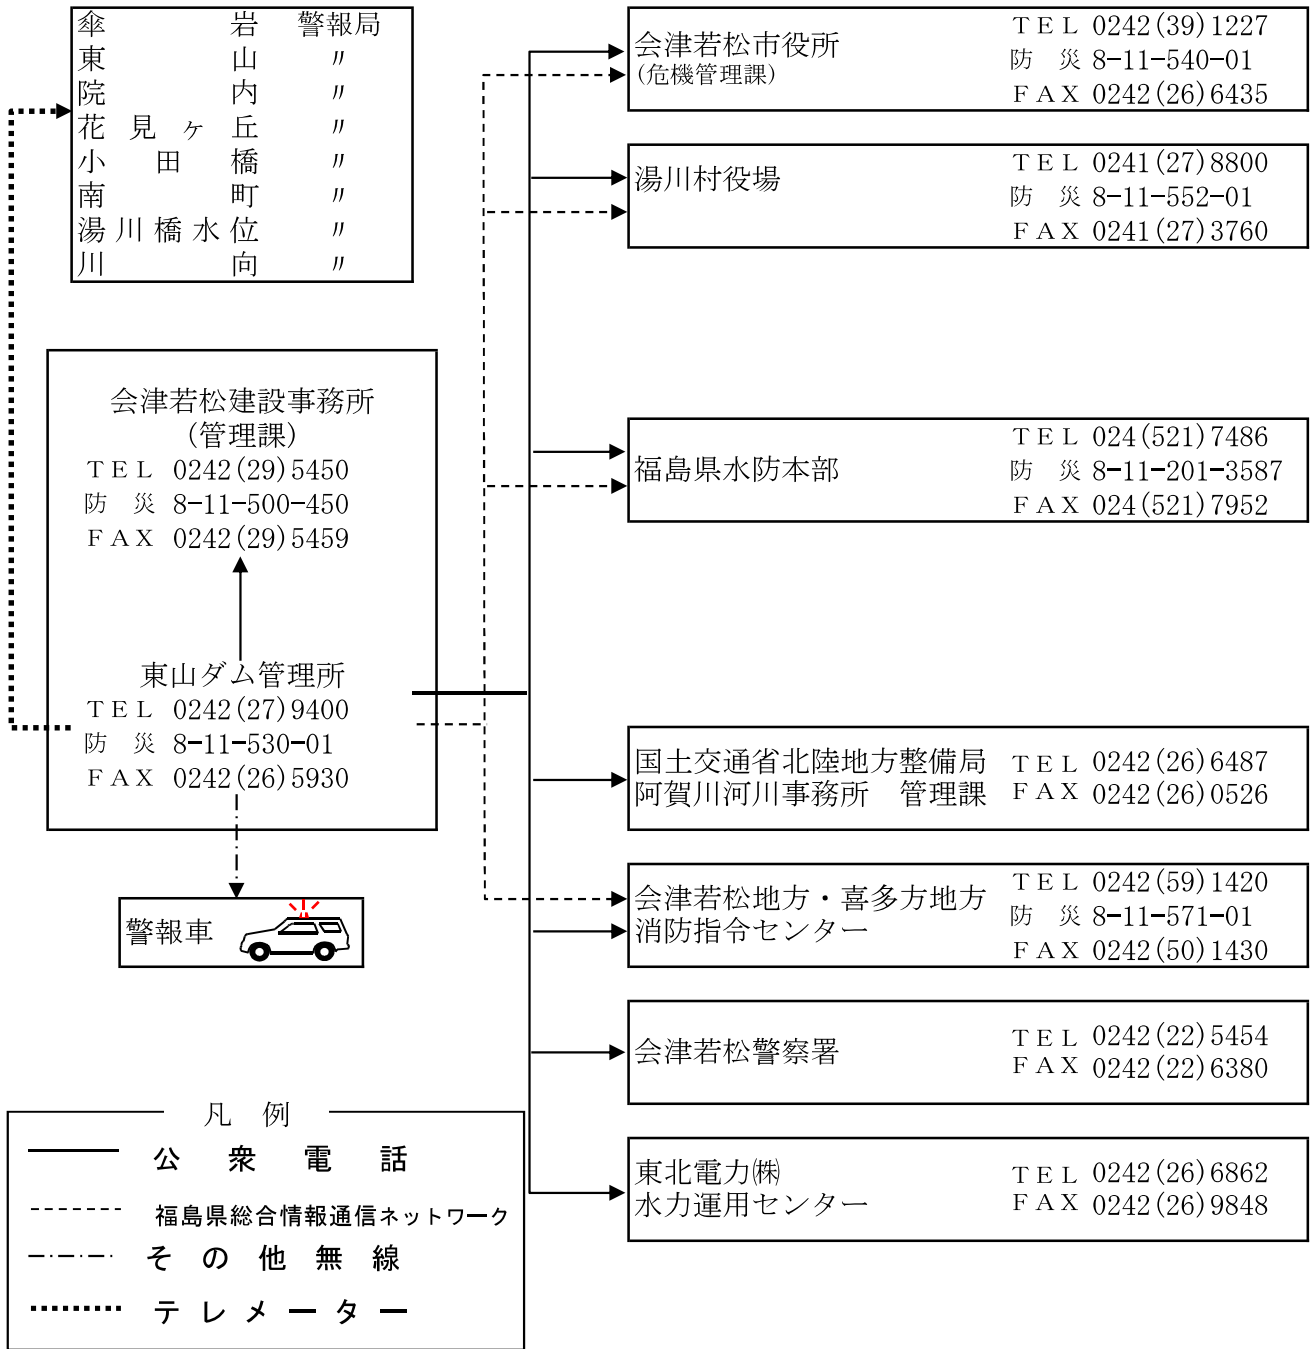 傘岩 警報局
東山 〃
院内 〃
花見ヶ丘 〃
小田橋 〃
南町 〃
湯川橋水位 〃
川向 〃
会津若松建設事務所
(管理課)
ＴＥＬ 0242(29)5450
防 災 8-11-500-450
ＦＡＸ 0242(29)5459
東山ダム管理所
ＴＥＬ 0242(27)9400
防 災 8-11-530-01
ＦＡＸ 0242(26)5930
警報車
会津若松市役所
(危機管理課)
ＴＥＬ 0242(39)1227
防 災 8-11-540-01
ＦＡＸ 0242(26)6435
湯川村役場
ＴＥＬ 0241(27)8800
防 災 8-11-552-01
ＦＡＸ 0241(27)3760
福島県水防本部
ＴＥＬ 024(521)7486
防 災 8-11-201-3587
ＦＡＸ 024(521)7952
国土交通省北陸地方整備局
阿賀川河川事務所 管理課
ＴＥＬ 0242(26)6487
ＦＡＸ 0242(26)0526
会津若松地方・喜多方地方
消防指令センター
ＴＥＬ 0242(59)1420
防 災 8-11-571-01
ＦＡＸ 0242(50)1430
会津若松警察署
ＴＥＬ 0242(22)5454
ＦＡＸ 0242(22)6380
東北電力㈱
水力運用センター
ＴＥＬ 0242(26)6862
ＦＡＸ 0242(26)9848
凡 例
公衆電話
福島県総合情報通信ネットワーク
その他無線
テレメーター